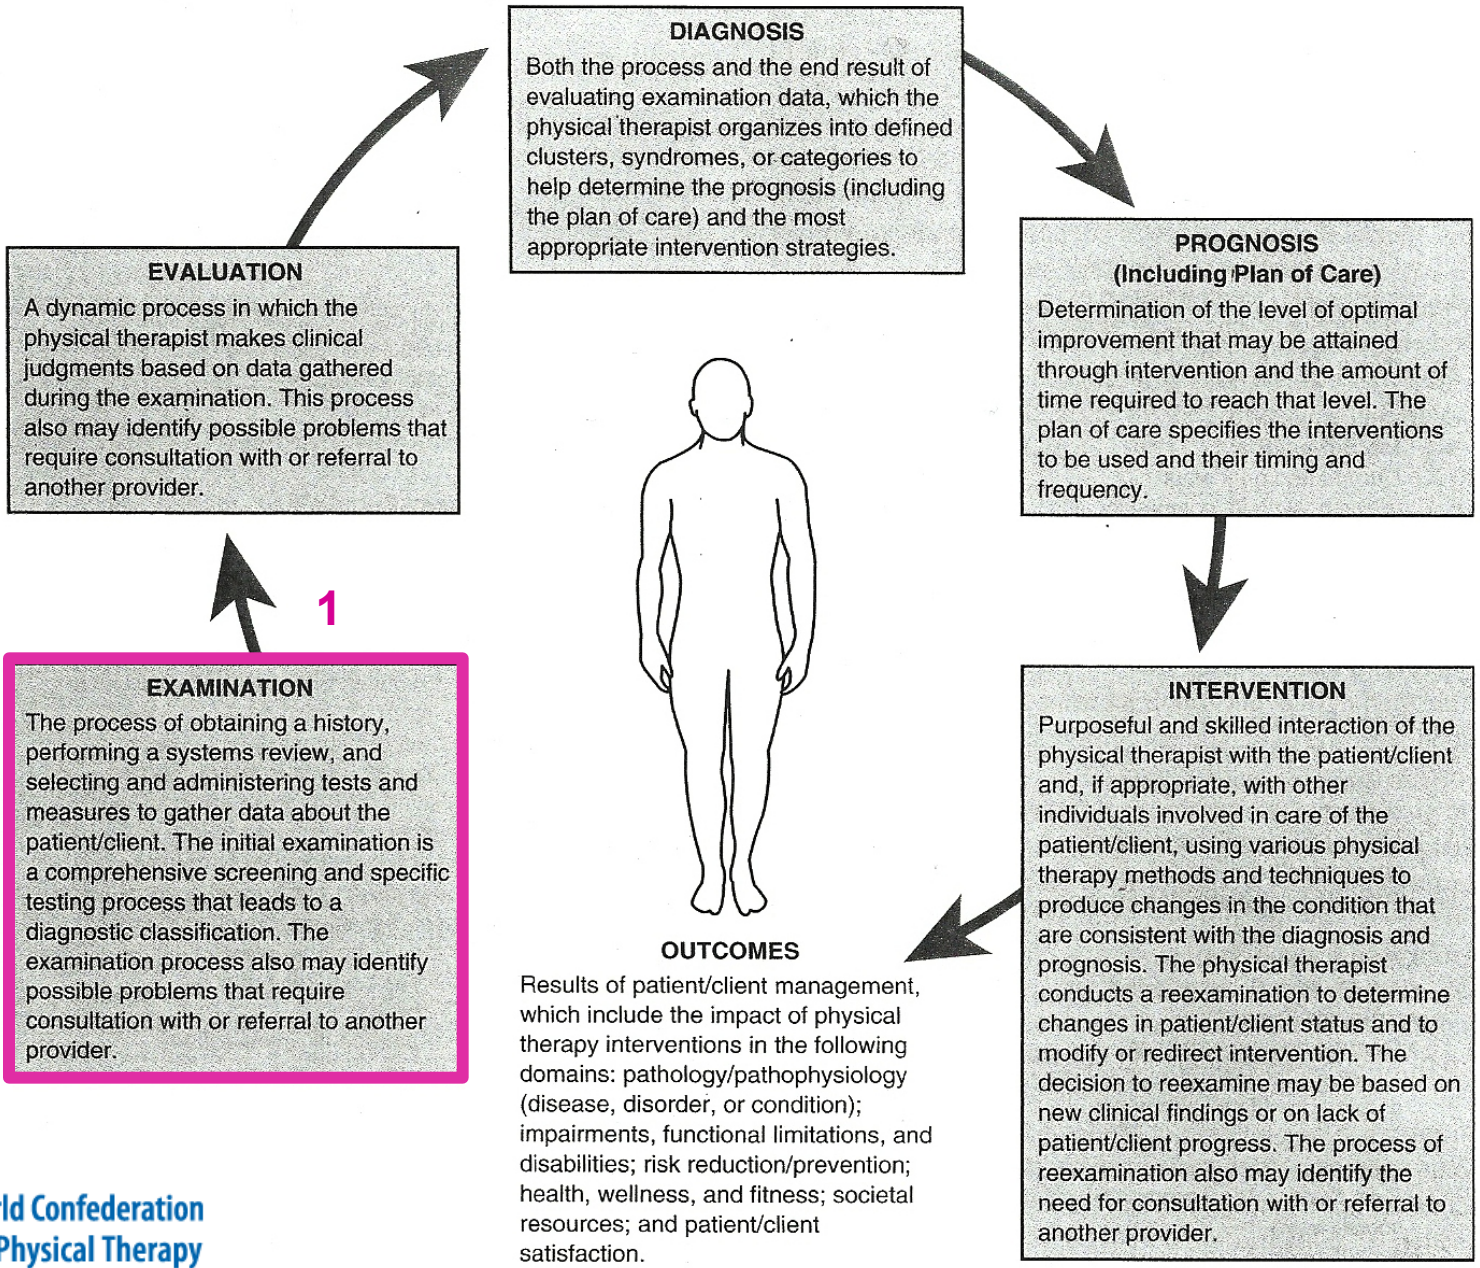 DIAGNOSIS
Both the process and the end result of
evaluating examination data, which the
physical therapist organizes into defined
clusters, syndromes, or categories to
help determine the prognosis (including
the plan of care) and the most
appropriate intervention strategies.
EVALUATION
A dynamic process in which the
physical therapist makes clinical
judgments based on data gathered
during the examination. This process
also may identify possible problems that
require consultation with or referral to
another provider.
PROGNOSIS
(Including Plan of Care)
Determination of the level of optimal
improvement that may be attained
through intervention and the amount of
time required to reach that level. The
plan of care specifies the interventions
to be used and their timing and
frequency.
1
EXAMINATION
The process of obtaining a history,
performing a systems review, and
selecting and administering tests and
measures to gather data about the
patient/client. The initial examination is
a comprehensive screening and specific
testing process that leads to a
diagnostic classification. The
examination process also may identify
possible problems that require
consultation with or referral to another
provider.
INTERVENTION
Purposeful and skilled interaction of the
physical therapist with the patient/client
and, if appropriate, with other
individuals involved in care of the
patient/client, using various physical
therapy methods and techniques to
produce changes in the condition that
are consistent with the diagnosis and
prognosis. The physical therapist
conducts a reexamination to determine
changes in patient/client status and to
modify or redirect intervention. The
decision to reexamine may be based on
new clinical findings or on lack of
patient/client progress. The process of
reexamination also may identify the
need for consultation with or referral to
another provider.
OUTCOMES
Results of patient/client management,
which include the impact of physical
therapy interventions in the following
domains: pathology/pathophysiology
(disease, disorder, or condition);
impairments, functional limitations, and
disabilities; risk reduction/prevention;
health, wellness, and fitness; societal
resources; and patient/client
satisfaction.
ld Confederation
Physical Therapy